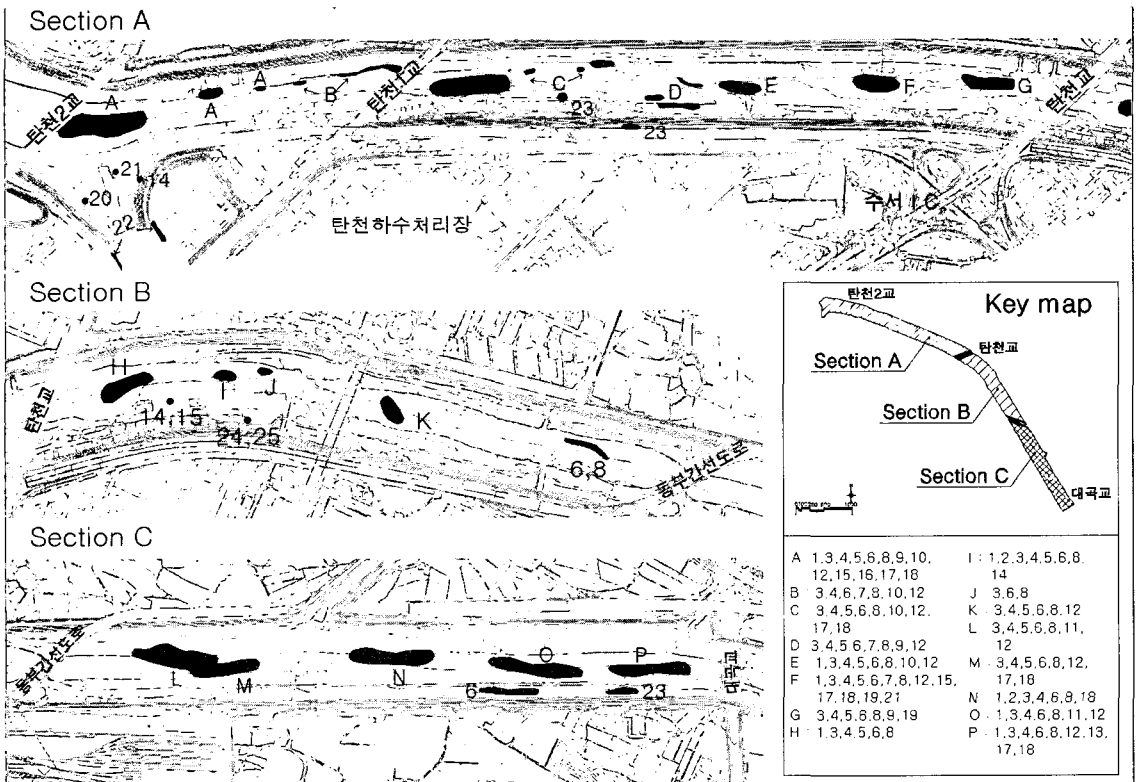 Section A
A
B
탄천1교
A
C
D
E
F
G
탄천2교
A
23
탄천교
23
21
14
20
22
탄천하수처리장
수서 I.C.
Section B
H
I
J
탄천교
14,15
24,25
K
6,8
동부간선도로
Key map
탄천2교
탄천교
Section A
Section B
Section C
대곡교
Section C
동부간선도로
L
M
N
O
P
6
23
대곡교
A 1,3,4,5,6,8,9,10,
12,15,16,17,18
B 3,4,6,7,8,10,12
C 3,4,5,6,8,10,12,
17,18
D 3,4,5,6,7,8,9,12
E 1,3,4,5,6,8,10,12
F 1,3,4,5,6,7,8,12,15,
17,18,19,21
G 3,4,5,6,8,9,19
H : 1,3,4,5,6,8
I : 1,2,3,4,5,6,8,
14
J 3,6,8
K : 3,4,5,6,8,12
L 3,4,5,6,8,11,
12
M : 3,4,5,6,8,12,
17,18
N 1,2,3,4,6,8,18
O : 1,3,4,6,8,11,12
P : 1,3,4,6,8,12,13,
17,18